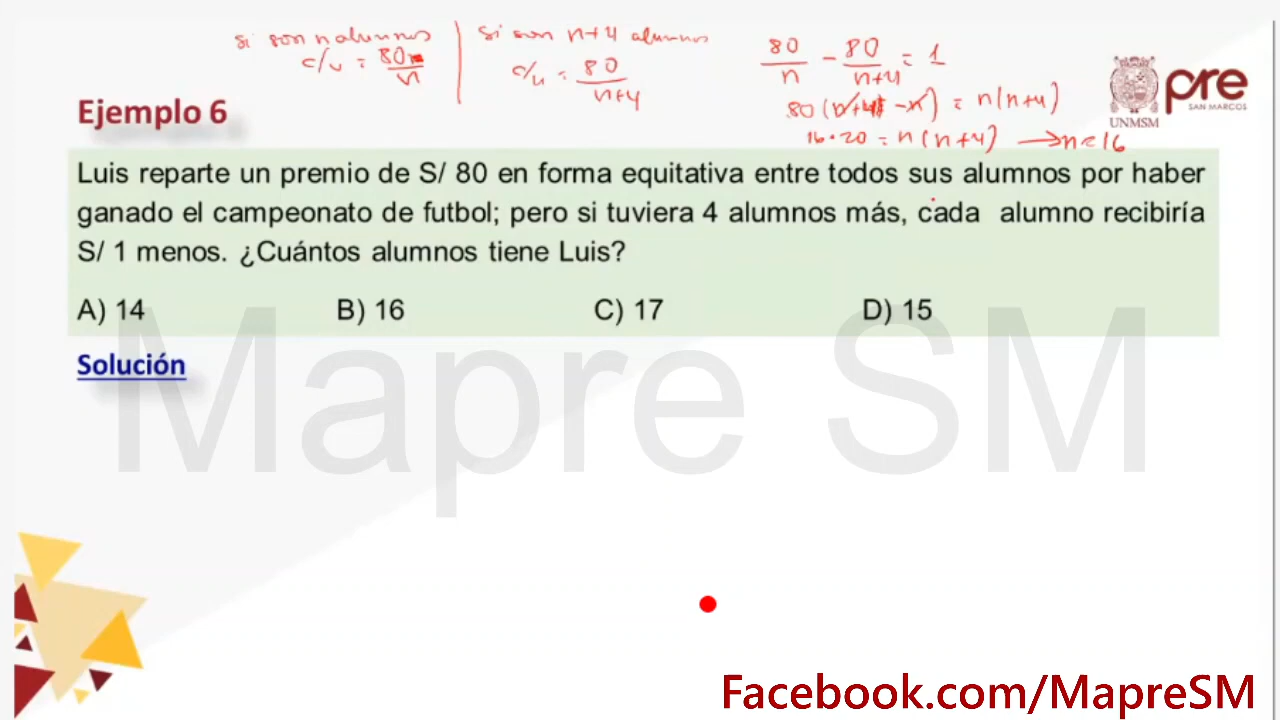 si son n alumnos
c/u = 80/n
si son n+4 alumnos
c/u = 80/n+4
80/n - 80/n+4 = 1
80(n+4 - n) = n(n+4)
16·20 = n(n+4) → n = 16
UNMSM
pre
SAN MARCOS
Ejemplo 6
Luis reparte un premio de S/ 80 en forma equitativa entre todos sus alumnos por haber
ganado el campeonato de futbol; pero si tuviera 4 alumnos más, cada alumno recibiría
S/ 1 menos. ¿Cuántos alumnos tiene Luis?
A) 14 B) 16 C) 17 D) 15
Solución
Mapre SM
Facebook.com/MapreSM